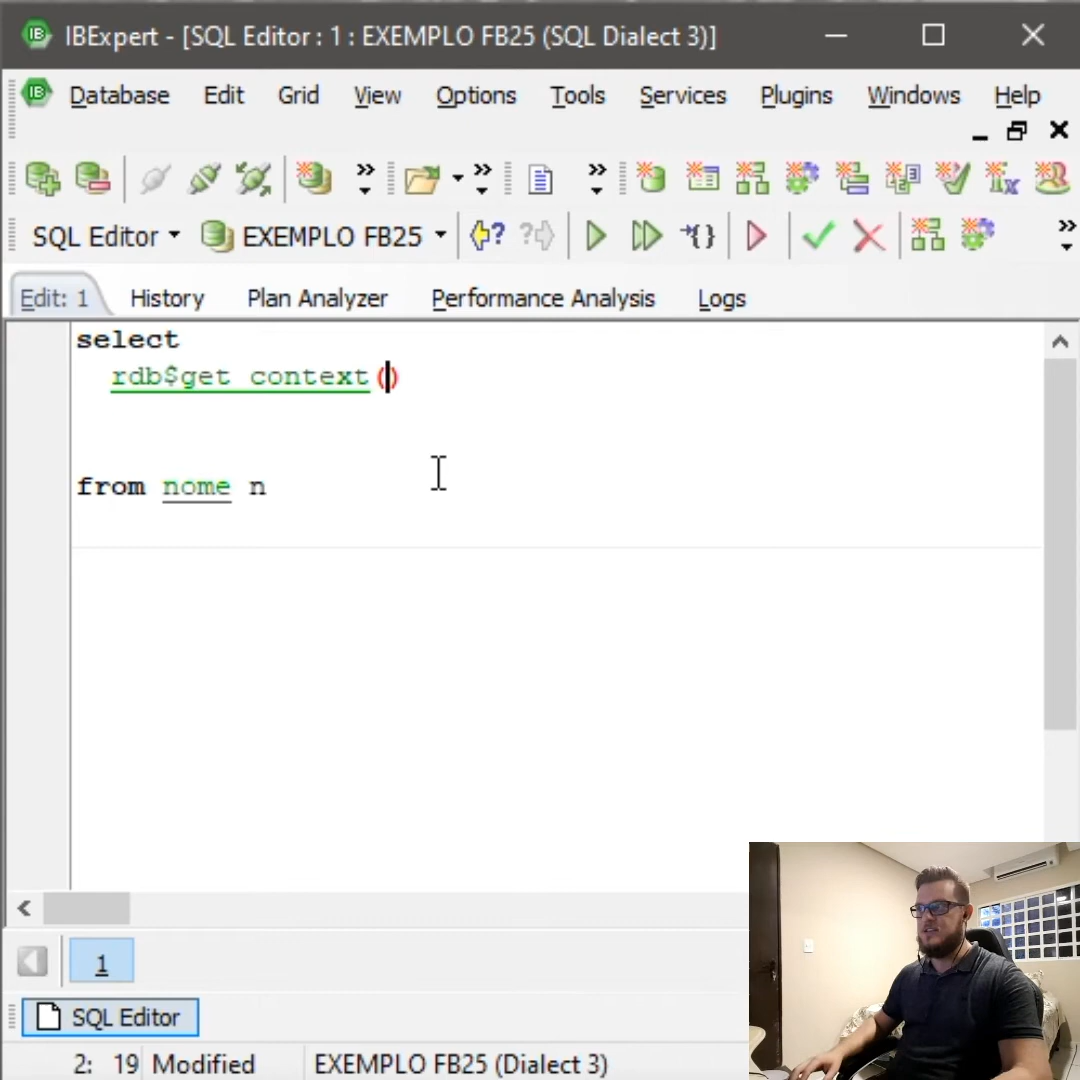 IBExpert - [SQL Editor : 1 : EXEMPLO FB25 (SQL Dialect 3)]
Database Edit Grid View Options Tools Services Plugins Windows Help
SQL Editor EXEMPLO FB25
Edit: 1 History Plan Analyzer Performance Analysis Logs
select
rdb$get_context()
from nome n
1
SQL Editor
2: 19 Modified EXEMPLO FB25 (Dialect 3)